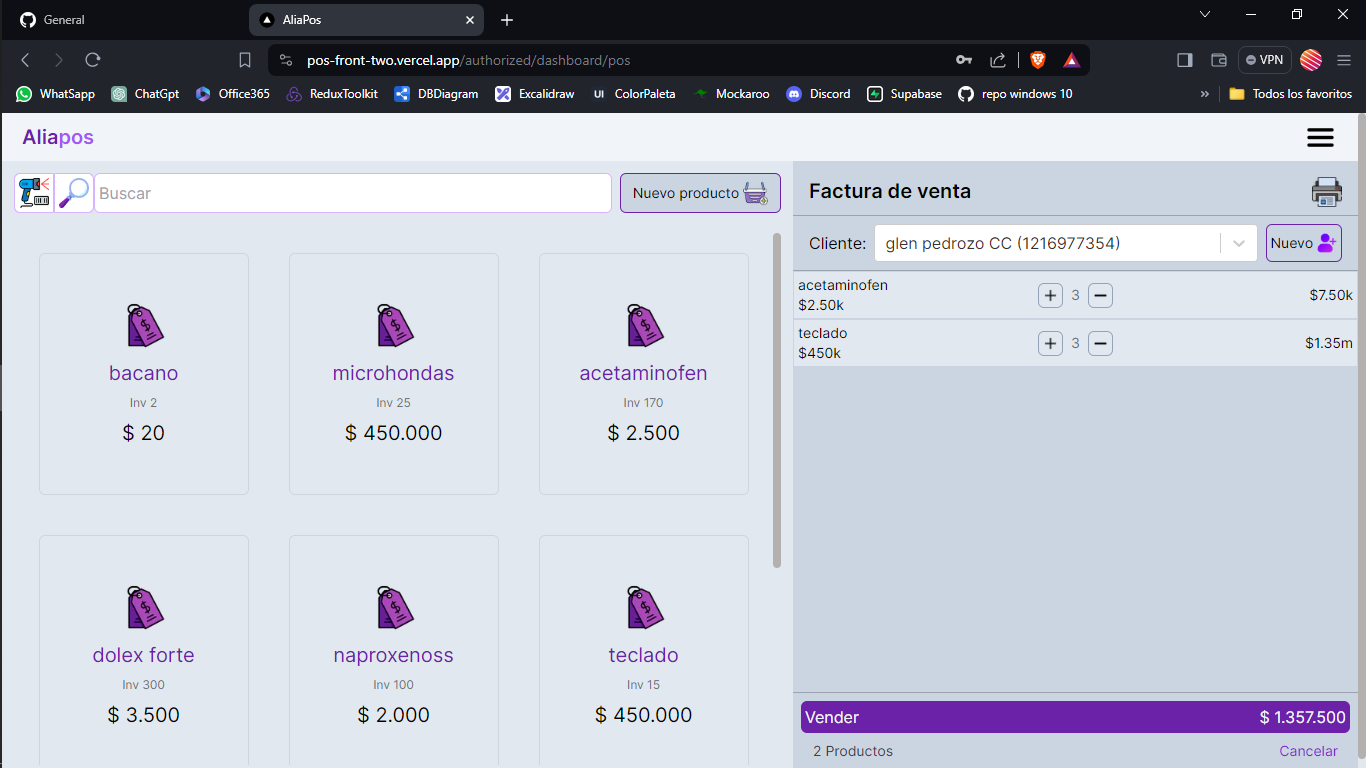 General
AliaPos
pos-front-two.vercel.app/authorized/dashboard/pos
VPN
WhatSapp
ChatGpt
Office365
ReduxToolkit
DBDiagram
Excalidraw
UI ColorPaleta
Mockaroo
Discord
Supabase
repo windows 10
»
Todos los favoritos
Aliapos
Buscar
Nuevo producto
bacano
Inv 2
$ 20
microhondas
Inv 25
$ 450.000
acetaminofen
Inv 170
$ 2.500
dolex forte
Inv 300
$ 3.500
naproxenoss
Inv 100
$ 2.000
teclado
Inv 15
$ 450.000
Factura de venta
Cliente: glen pedrozo CC (1216977354)
Nuevo
acetaminofen
$2.50k
+ 3 −
$7.50k
teclado
$450k
+ 3 −
$1.35m
Vender $ 1.357.500
2 Productos Cancelar